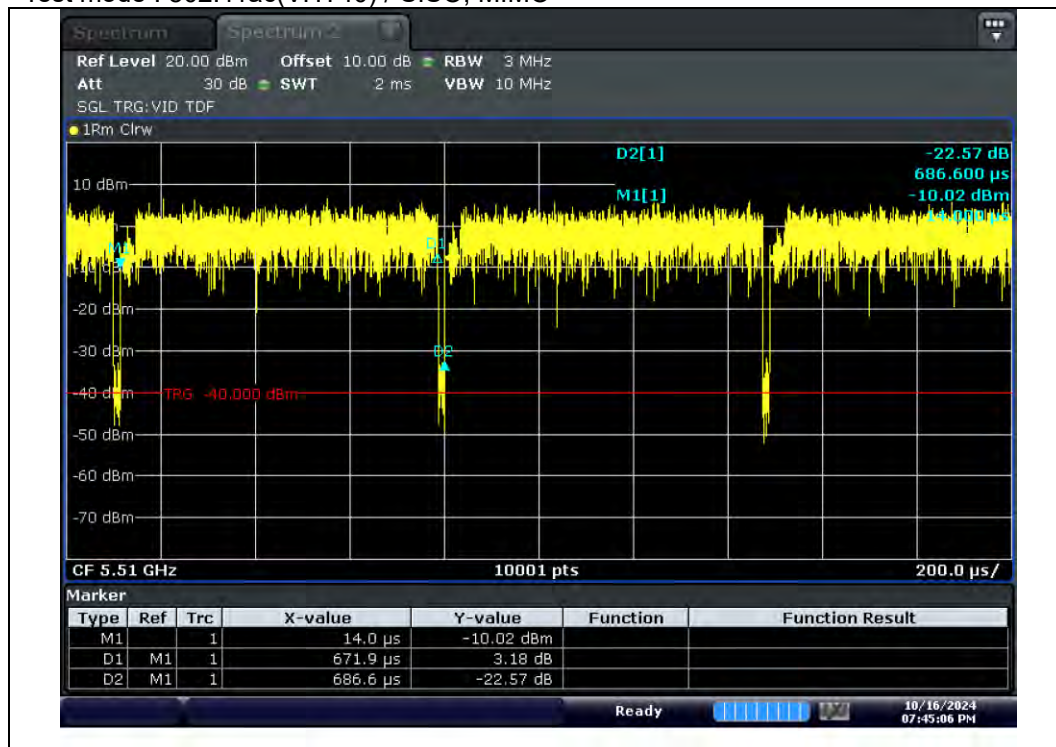 Spectrum Spectrum 2
Ref Level 20.00 dBm Offset 10.00 dB RBW 3 MHz
Att 30 dB SWT 2 ms VBW 10 MHz
SGL TRG:VID TDF
1Rm Clrw
D2[1] -22.57 dB
686.600 µs
10 dBm
M1[1] -10.02 dBm
14.000 µs
M1
D1
-20 dBm
-30 dBm
D2
-40 dBm
TRG -40.000 dBm
-50 dBm
-60 dBm
-70 dBm
CF 5.51 GHz 10001 pts 200.0 µs/
Marker
Type Ref Trc X-value Y-value Function Function Result
M1 1 14.0 µs -10.02 dBm
D1 M1 1 671.9 µs 3.18 dB
D2 M1 1 686.6 µs -22.57 dB
Ready 10/16/2024
07:45:06 PM